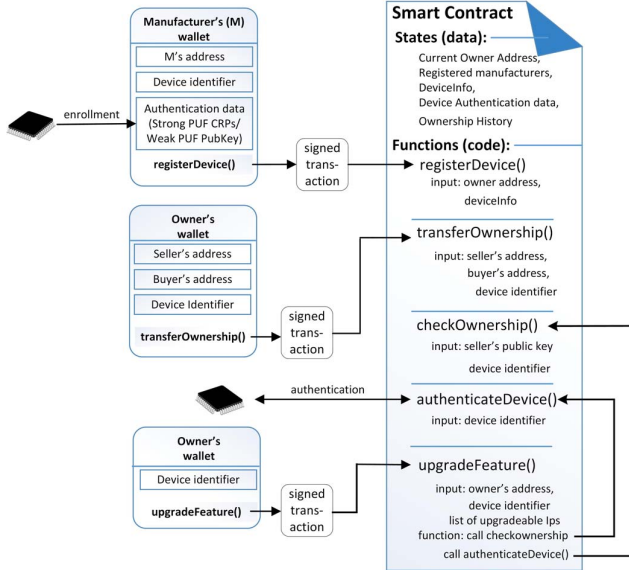 Manufacturer's (M)
wallet
M's address
Device identifier
Authentication data
(Strong PUF CRPs/
Weak PUF PubKey)
registerDevice()
enrollment
signed
trans-
action
Owner's
wallet
Seller's address
Buyer's address
Device Identifier
transferOwnership()
signed
trans-
action
authentication
Owner's
wallet
Device identifier
upgradeFeature()
signed
trans-
action
Smart Contract
States (data):
Current Owner Address,
Registered manufacturers,
DeviceInfo,
Device Authentication data,
Ownership History
Functions (code):
registerDevice()
input: owner address,
deviceInfo
transferOwnership()
input: seller's address,
buyer's address,
device identifier
checkOwnership()
input: seller's public key
device identifier
authenticateDevice()
input: device identifier
upgradeFeature()
input: owner's address,
device identifier
list of upgradeable Ips
function: call checkownership
call authenticateDevice()